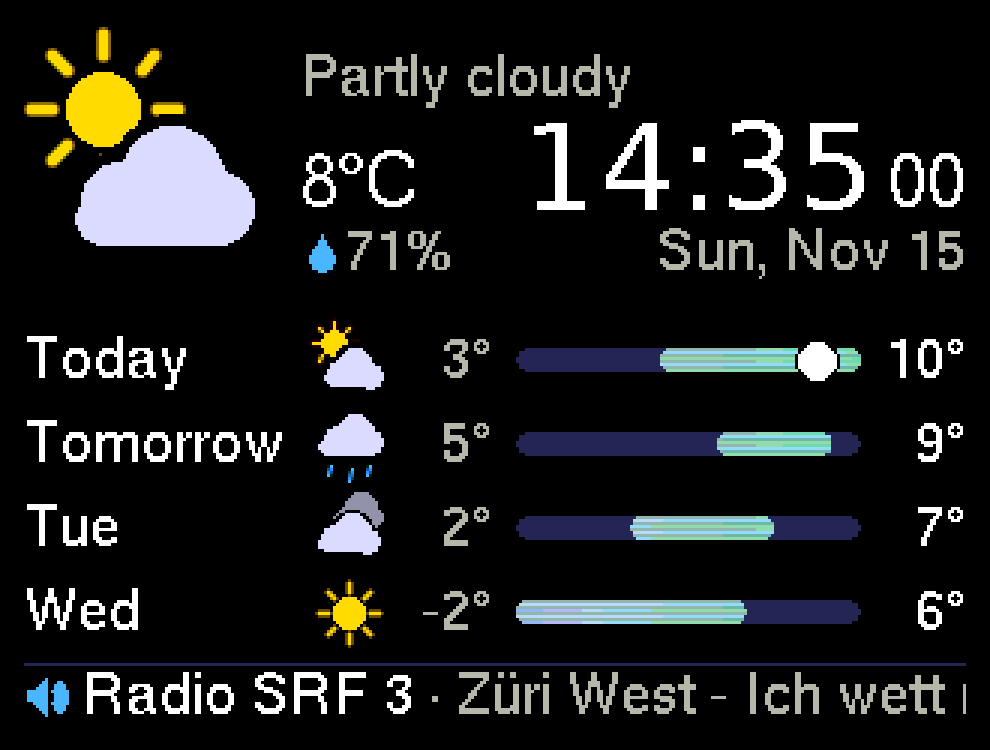 Partly cloudy
8°C 14:35 00
71% Sun, Nov 15
Today 3° 10°
Tomorrow 5° 9°
Tue 2° 7°
Wed -2° 6°
Radio SRF 3 · Züri West - Ich wett